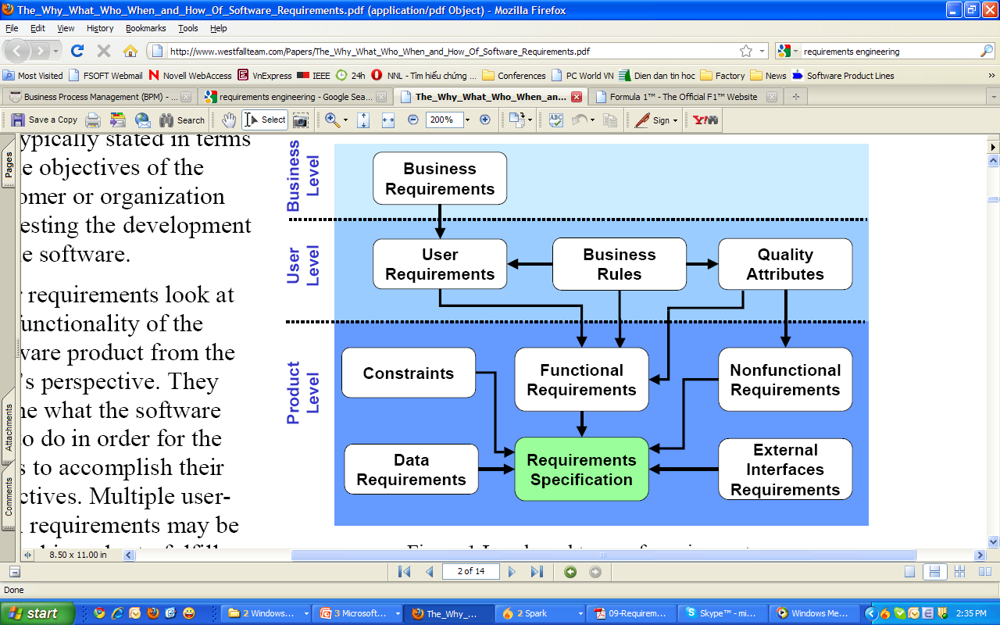 The_Why_What_Who_When_and_How_Of_Software_Requirements.pdf (application/pdf Object) - Mozilla Firefox
File Edit View History Bookmarks Tools Help
http://www.westfallteam.com/Papers/The_Why_What_Who_When_and_How_Of_Software_Requirements.pdf
requirements engineering
Most Visited FSOFT Webmail Novell WebAccess VnExpress IEEE 24h NNL - Tìm hiểu chứng ... Conferences PC World VN Dien dan tin hoc Factory News Software Product Lines »
Business Process Management (BPM) - ... requirements engineering - Google Sea... The_Why_What_Who_When_an... Formula 1™ - The Official F1™ Website
Save a Copy Search Select 200% Sign Y!
Pages
Attachments
Comments
ypically stated in terms
e objectives of the
omer or organization
esting the development
e software.
r requirements look at
functionality of the
ware product from the
's perspective. They
ne what the software
o do in order for the
s to accomplish their
ctives. Multiple user-
l requirements may be
Business
Level
Business
Requirements
User
Level
User
Requirements
Business
Rules
Quality
Attributes
Product
Level
Constraints
Functional
Requirements
Nonfunctional
Requirements
Data
Requirements
Requirements
Specification
External
Interfaces
Requirements
8.50 x 11.00 in
2 of 14
Done
start 2 Windows... 3 Microsoft... The_Why_... 2 Spark 09-Requirem... Skype™ - mi... Windows Me... 2:35 PM